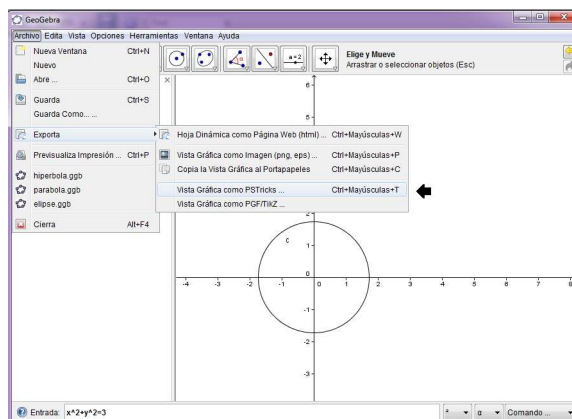 GeoGebra
Archivo Edita Vista Opciones Herramientas Ventana Ayuda
Nueva Ventana Ctrl+N
Nuevo
Abre ... Ctrl+O
Guarda Ctrl+S
Guarda Como... ...
Exporta
Previsualiza Impresión ... Ctrl+P
hiperbola.ggb
parabola.ggb
elipse.ggb
Cierra Alt+F4
a=2
Elige y Mueve
Arrastrar o seleccionar objetos (Esc)
Hoja Dinámica como Página Web (html) ... Ctrl+Mayúsculas+W
Vista Gráfica como Imagen (png, eps) ... Ctrl+Mayúsculas+P
Copia la Vista Gráfica al Portapapeles Ctrl+Mayúsculas+C
Vista Gráfica como PSTricks ... Ctrl+Mayúsculas+T
Vista Gráfica como PGF/TikZ ...
6
5
2
c
1
0
-4 -3 -2 -1 0 1 2 3 4 5 6 7 8
-1
-2
-3
Entrada: x^2+y^2=3
α Comando ...